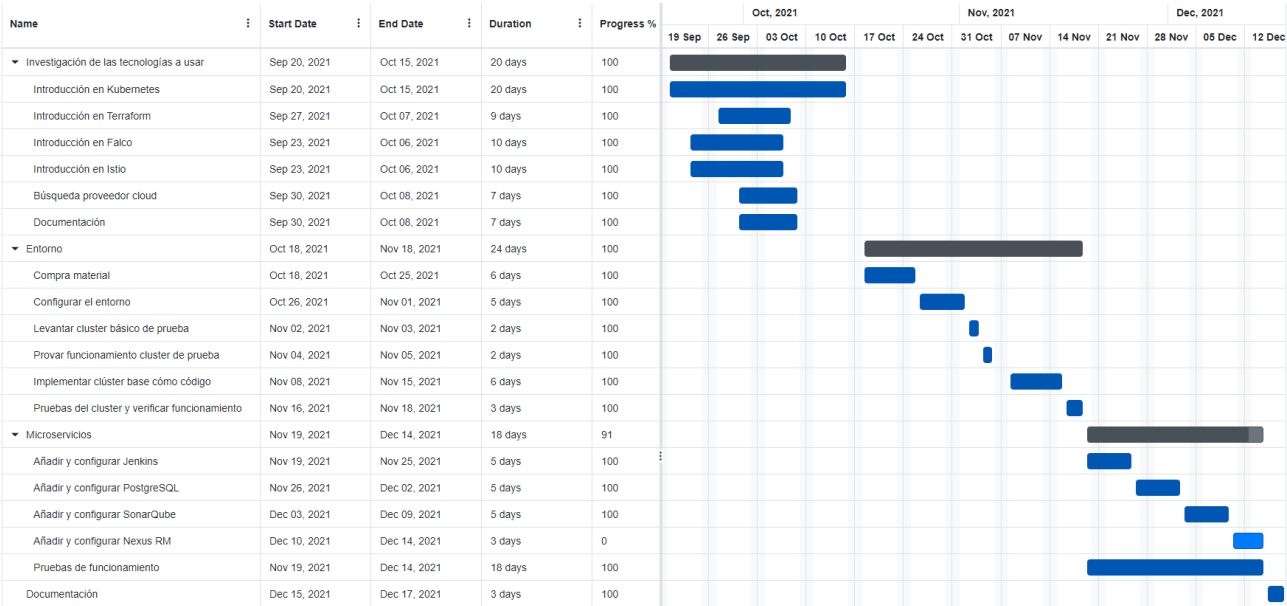 Name Start Date End Date Duration Progress % Oct, 2021 Nov, 2021 Dec, 2021
19 Sep 26 Sep 03 Oct 10 Oct 17 Oct 24 Oct 31 Oct 07 Nov 14 Nov 21 Nov 28 Nov 05 Dec 12 Dec
Investigación de las tecnologías a usar Sep 20, 2021 Oct 15, 2021 20 days 100
Introducción en Kubernetes Sep 20, 2021 Oct 15, 2021 20 days 100
Introducción en Terraform Sep 27, 2021 Oct 07, 2021 9 days 100
Introducción en Falco Sep 23, 2021 Oct 06, 2021 10 days 100
Introducción en Istio Sep 23, 2021 Oct 06, 2021 10 days 100
Búsqueda proveedor cloud Sep 30, 2021 Oct 08, 2021 7 days 100
Documentación Sep 30, 2021 Oct 08, 2021 7 days 100
Entorno Oct 18, 2021 Nov 18, 2021 24 days 100
Compra material Oct 18, 2021 Oct 25, 2021 6 days 100
Configurar el entorno Oct 26, 2021 Nov 01, 2021 5 days 100
Levantar cluster básico de prueba Nov 02, 2021 Nov 03, 2021 2 days 100
Provar funcionamiento cluster de prueba Nov 04, 2021 Nov 05, 2021 2 days 100
Implementar clúster base cómo código Nov 08, 2021 Nov 15, 2021 6 days 100
Pruebas del cluster y verificar funcionamiento Nov 16, 2021 Nov 18, 2021 3 days 100
Microservicios Nov 19, 2021 Dec 14, 2021 18 days 91
Añadir y configurar Jenkins Nov 19, 2021 Nov 25, 2021 5 days 100
Añadir y configurar PostgreSQL Nov 26, 2021 Dec 02, 2021 5 days 100
Añadir y configurar SonarQube Dec 03, 2021 Dec 09, 2021 5 days 100
Añadir y configurar Nexus RM Dec 10, 2021 Dec 14, 2021 3 days 0
Pruebas de funcionamiento Nov 19, 2021 Dec 14, 2021 18 days 100
Documentación Dec 15, 2021 Dec 17, 2021 3 days 100